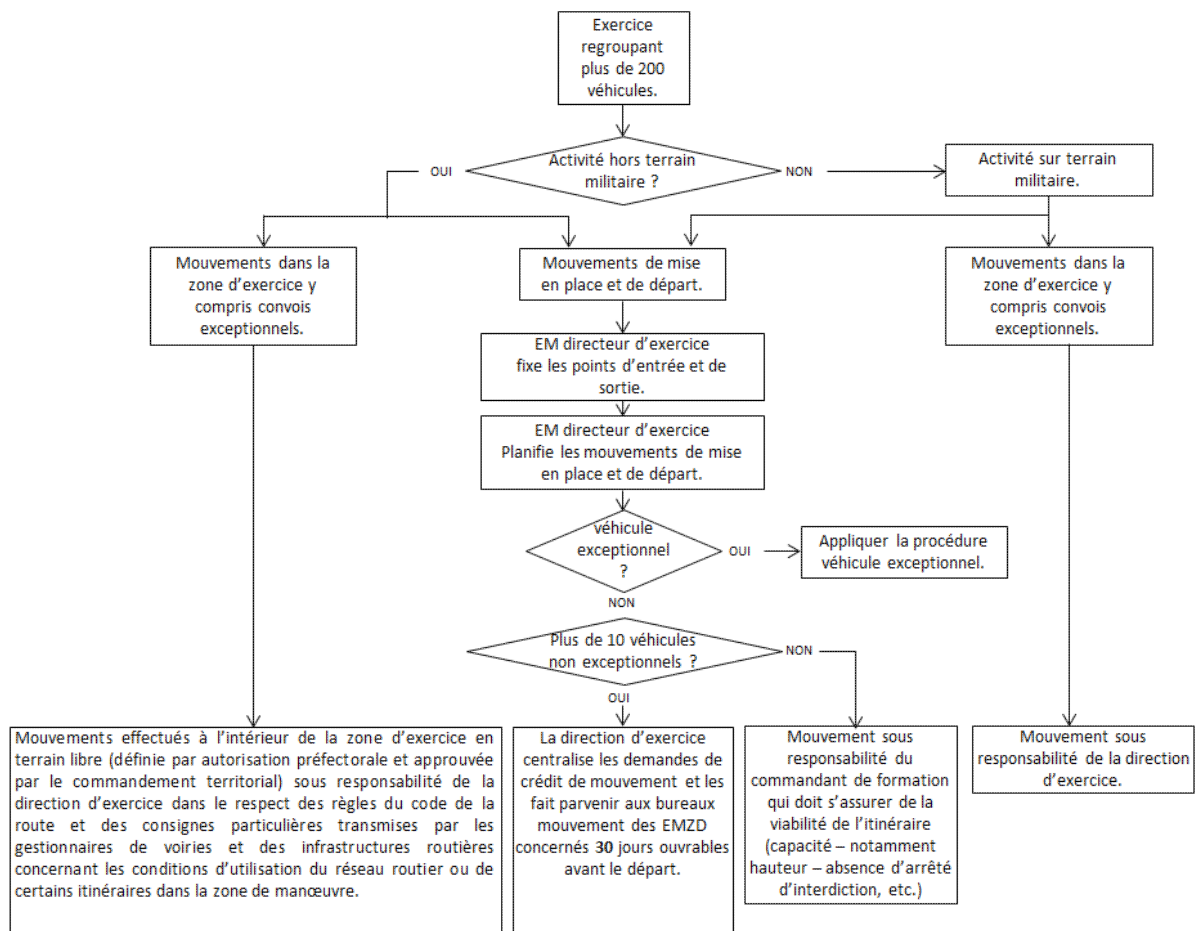 Exercice
regroupant
plus de 200
véhicules.
Activité hors terrain
militaire ?
OUI
NON
Activité sur terrain
militaire.
Mouvements dans la
zone d'exercice y
compris convois
exceptionnels.
Mouvements de mise
en place et de départ.
Mouvements dans la
zone d'exercice y
compris convois
exceptionnels.
EM directeur d'exercice
fixe les points d'entrée et de
sortie.
EM directeur d'exercice
Planifie les mouvements de mise
en place et de départ.
véhicule
exceptionnel
?
OUI
Appliquer la procédure
véhicule exceptionnel.
NON
Plus de 10 véhicules
non exceptionnels ?
NON
OUI
Mouvements effectués à l'intérieur de la zone d'exercice en
terrain libre (définie par autorisation préfectorale et approuvée
par le commandement territorial) sous responsabilité de la
direction d'exercice dans le respect des règles du code de la
route et des consignes particulières transmises par les
gestionnaires de voiries et des infrastructures routières
concernant les conditions d'utilisation du réseau routier ou de
certains itinéraires dans la zone de manœuvre.
La direction d'exercice
centralise les demandes de
crédit de mouvement et les
fait parvenir aux bureaux
mouvement des EMZD
concernés 30 jours ouvrables
avant le départ.
Mouvement sous
responsabilité du
commandant de formation
qui doit s'assurer de la
viabilité de l'itinéraire
(capacité – notamment
hauteur – absence d'arrêté
d'interdiction, etc.)
Mouvement sous
responsabilité de la direction
d'exercice.